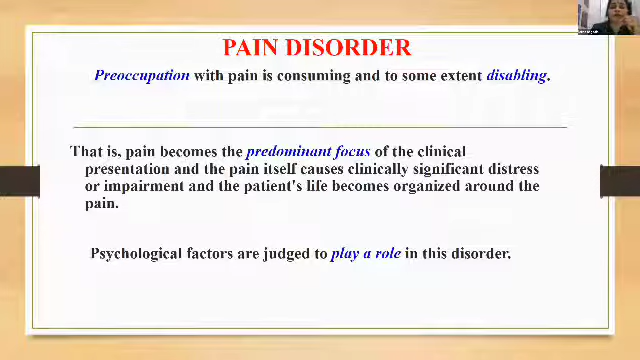 PAIN DISORDER
Preoccupation with pain is consuming and to some extent disabling.
That is, pain becomes the predominant focus of the clinical
presentation and the pain itself causes clinically significant distress
or impairment and the patient's life becomes organized around the
pain.
Psychological factors are judged to play a role in this disorder.